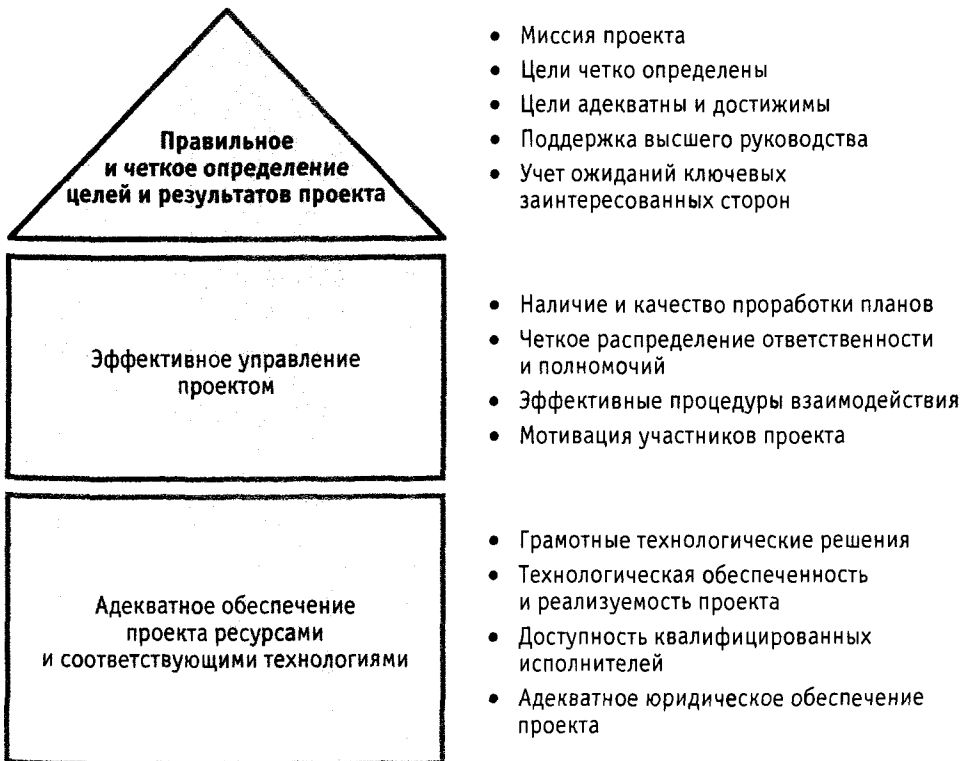 Правильное
и четкое определение
целей и результатов проекта
• Миссия проекта
• Цели четко определены
• Цели адекватны и достижимы
• Поддержка высшего руководства
• Учет ожиданий ключевых
заинтересованных сторон
Эффективное управление
проектом
• Наличие и качество проработки планов
• Четкое распределение ответственности
и полномочий
• Эффективные процедуры взаимодействия
• Мотивация участников проекта
Адекватное обеспечение
проекта ресурсами
и соответствующими технологиями
• Грамотные технологические решения
• Технологическая обеспеченность
и реализуемость проекта
• Доступность квалифицированных
исполнителей
• Адекватное юридическое обеспечение
проекта